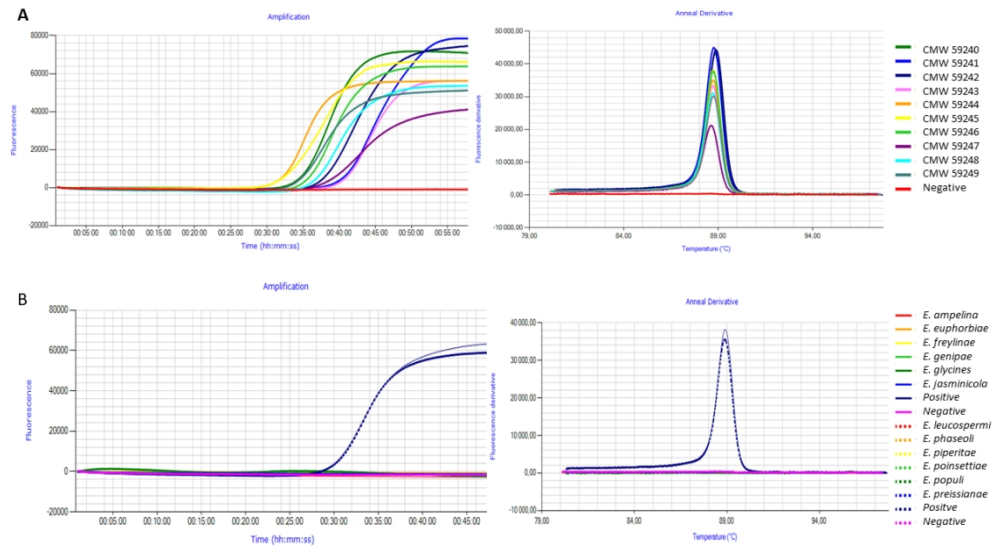 A
Amplification
Fluorescence
80000
60000
40000
20000
0
-20000
00:05:00 00:10:00 00:15:00 00:20:00 00:25:00 00:30:00 00:35:00 00:40:00 00:45:00 00:50:00 00:55:00
Time (hh:mm:ss)
Anneal Derivative
Fluorescence derivative
50 000,00
40 000,00
30 000,00
20 000,00
10 000,00
0.00
-10 000,00
79,00 84,00 89,00 94,00
Temperature (°C)
CMW 59240
CMW 59241
CMW 59242
CMW 59243
CMW 59244
CMW 59245
CMW 59246
CMW 59247
CMW 59248
CMW 59249
Negative
B
Amplification
Fluorescence
80000
60000
40000
20000
0
-20000
00:05:00 00:10:00 00:15:00 00:20:00 00:25:00 00:30:00 00:35:00 00:40:00 00:45:00
Time (hh:mm:ss)
Anneal Derivative
Fluorescence derivative
40 000,00
30 000,00
20 000,00
10 000,00
0.00
-10 000,00
79,00 84,00 89,00 94,00
Temperature (°C)
E. ampelina
E. euphorbiae
E. freylinae
E. genipae
E. glycines
E. jasminicola
Positive
Negative
E. leucospermi
E. phaseoli
E. piperitae
E. poinsettiae
E. populi
E. preissianae
Positve
Negative